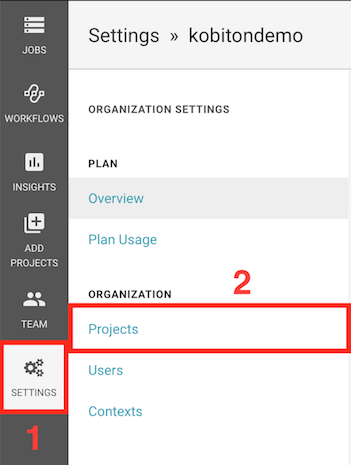 JOBS
WORKFLOWS
INSIGHTS
ADD
PROJECTS
TEAM
SETTINGS
1
Settings » kobitondemo
ORGANIZATION SETTINGS
PLAN
Overview
Plan Usage
ORGANIZATION
2
Projects
Users
Contexts